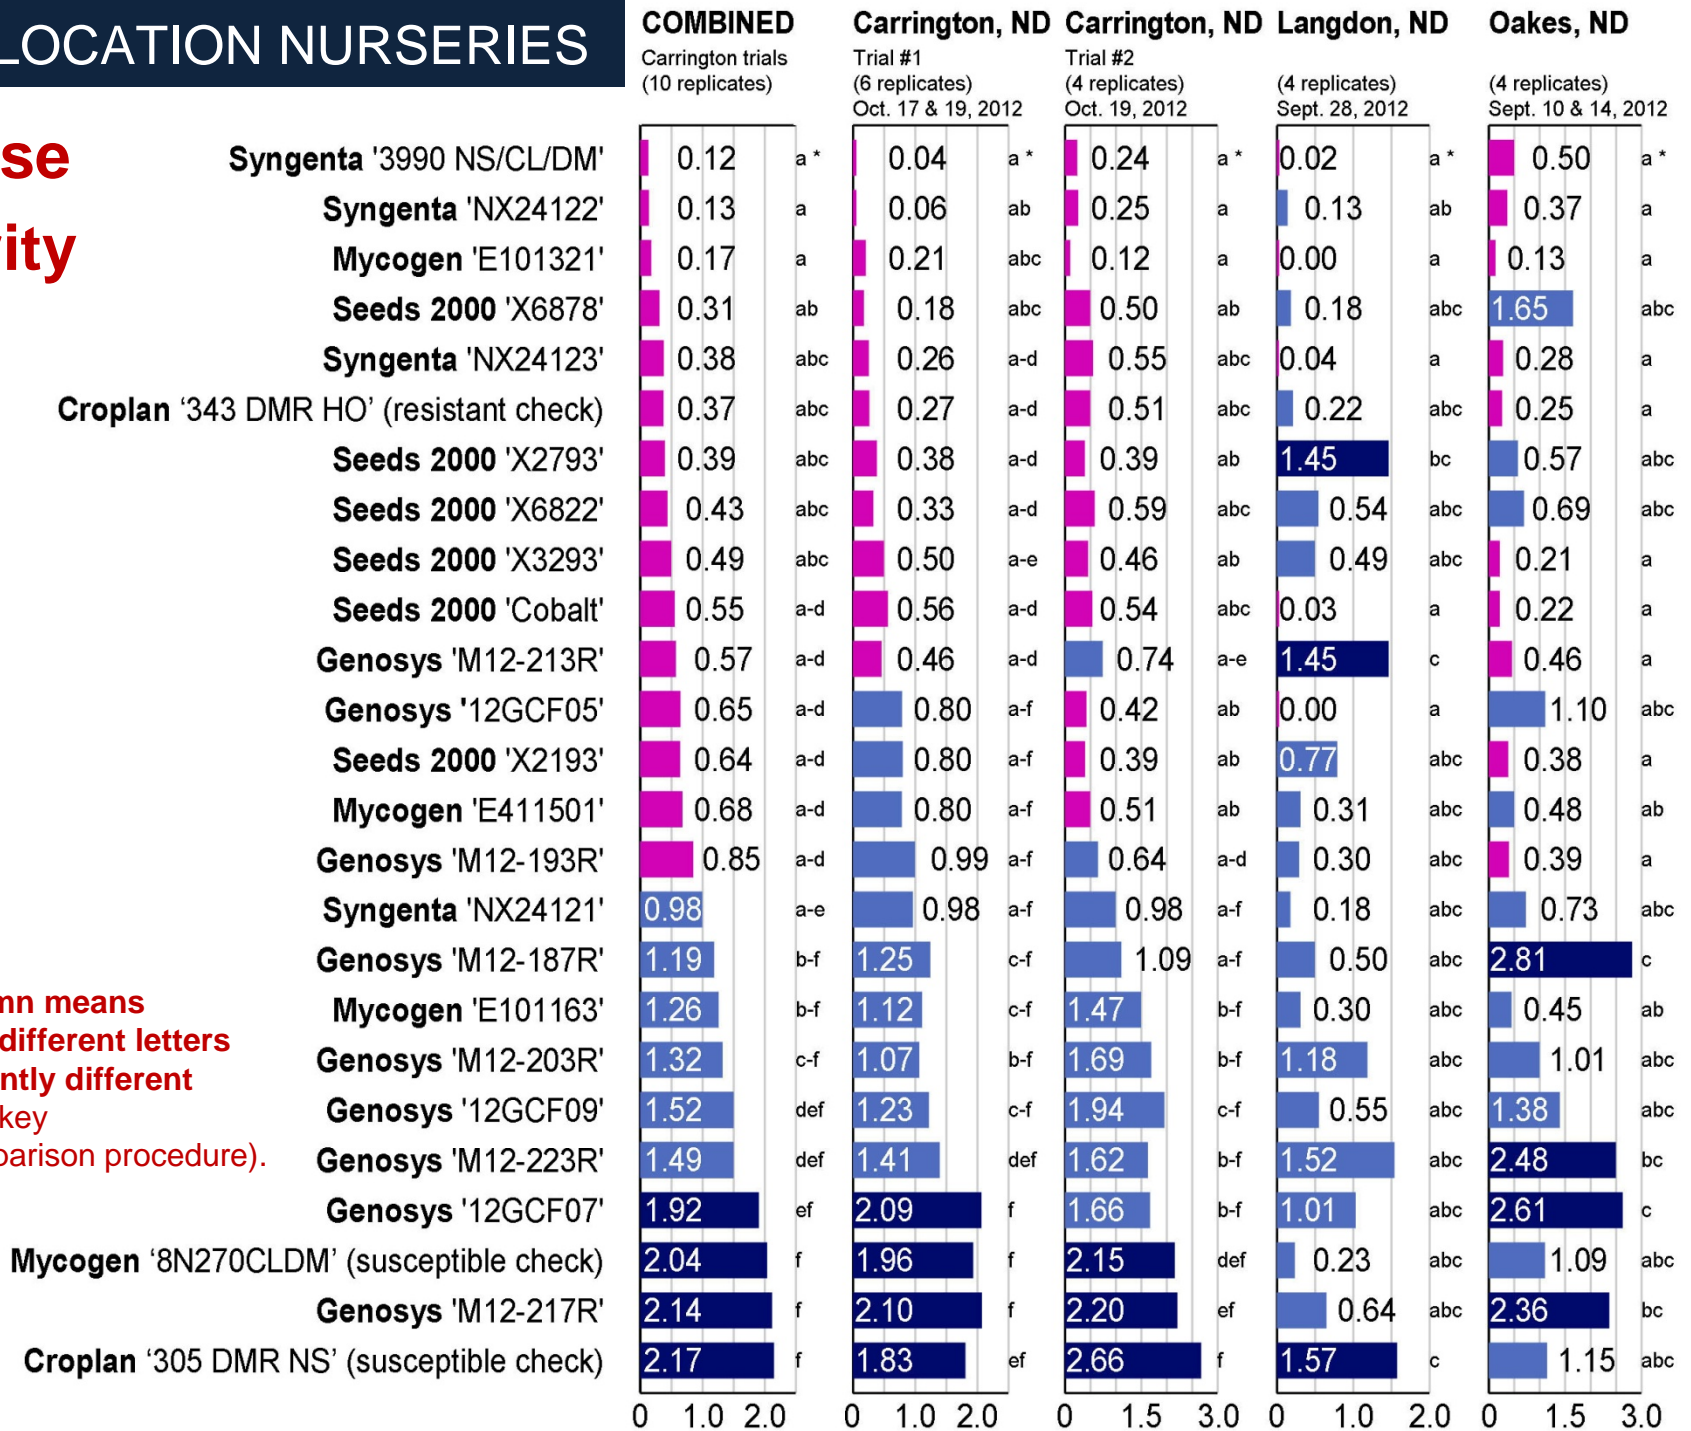 LOCATION NURSERIES
COMBINED
Carrington trials
(10 replicates)
Carrington, ND
Trial #1
(6 replicates)
Oct. 17 & 19, 2012
Carrington, ND
Trial #2
(4 replicates)
Oct. 19, 2012
Langdon, ND
(4 replicates)
Sept. 28, 2012
Oakes, ND
(4 replicates)
Sept. 10 & 14, 2012
se
ity
Syngenta '3990 NS/CL/DM' 0.12 a * 0.04 a * 0.24 a * 0.02 a * 0.50 a *
Syngenta 'NX24122' 0.13 a 0.06 ab 0.25 a 0.13 ab 0.37 a
Mycogen 'E101321' 0.17 a 0.21 abc 0.12 a 0.00 a 0.13 a
Seeds 2000 'X6878' 0.31 ab 0.18 abc 0.50 ab 0.18 abc 1.65 abc
Syngenta 'NX24123' 0.38 abc 0.26 a-d 0.55 abc 0.04 a 0.28 a
Croplan ‘343 DMR HO’ (resistant check) 0.37 abc 0.27 a-d 0.51 abc 0.22 abc 0.25 a
Seeds 2000 'X2793' 0.39 abc 0.38 a-d 0.39 ab 1.45 bc 0.57 abc
Seeds 2000 'X6822' 0.43 abc 0.33 a-d 0.59 abc 0.54 abc 0.69 abc
Seeds 2000 'X3293' 0.49 abc 0.50 a-e 0.46 ab 0.49 abc 0.21 a
Seeds 2000 'Cobalt' 0.55 a-d 0.56 a-d 0.54 abc 0.03 a 0.22 a
Genosys 'M12-213R' 0.57 a-d 0.46 a-d 0.74 a-e 1.45 c 0.46 a
Genosys '12GCF05' 0.65 a-d 0.80 a-f 0.42 ab 0.00 a 1.10 abc
Seeds 2000 'X2193' 0.64 a-d 0.80 a-f 0.39 ab 0.77 abc 0.38 a
Mycogen 'E411501' 0.68 a-d 0.80 a-f 0.51 ab 0.31 abc 0.48 ab
Genosys 'M12-193R' 0.85 a-d 0.99 a-f 0.64 a-d 0.30 abc 0.39 a
Syngenta 'NX24121' 0.98 a-e 0.98 a-f 0.98 a-f 0.18 abc 0.73 abc
Genosys 'M12-187R' 1.19 b-f 1.25 c-f 1.09 a-f 0.50 abc 2.81 c
Mycogen 'E101163' 1.26 b-f 1.12 c-f 1.47 b-f 0.30 abc 0.45 ab
Genosys 'M12-203R' 1.32 c-f 1.07 b-f 1.69 b-f 1.18 abc 1.01 abc
Genosys '12GCF09' 1.52 def 1.23 c-f 1.94 c-f 0.55 abc 1.38 abc
Genosys 'M12-223R' 1.49 def 1.41 def 1.62 b-f 1.52 abc 2.48 bc
Genosys '12GCF07' 1.92 ef 2.09 f 1.66 b-f 1.01 abc 2.61 c
Mycogen ‘8N270CLDM’ (susceptible check) 2.04 f 1.96 f 2.15 def 0.23 abc 1.09 abc
Genosys 'M12-217R' 2.14 f 2.10 f 2.20 ef 0.64 abc 2.36 bc
Croplan ‘305 DMR NS’ (susceptible check) 2.17 f 1.83 ef 2.66 f 1.57 c 1.15 abc
mn means
different letters
ntly different
key
parison procedure).
0 1.0 2.0 0 1.0 2.0 0 1.5 3.0 0 1.0 2.0 0 1.5 3.0